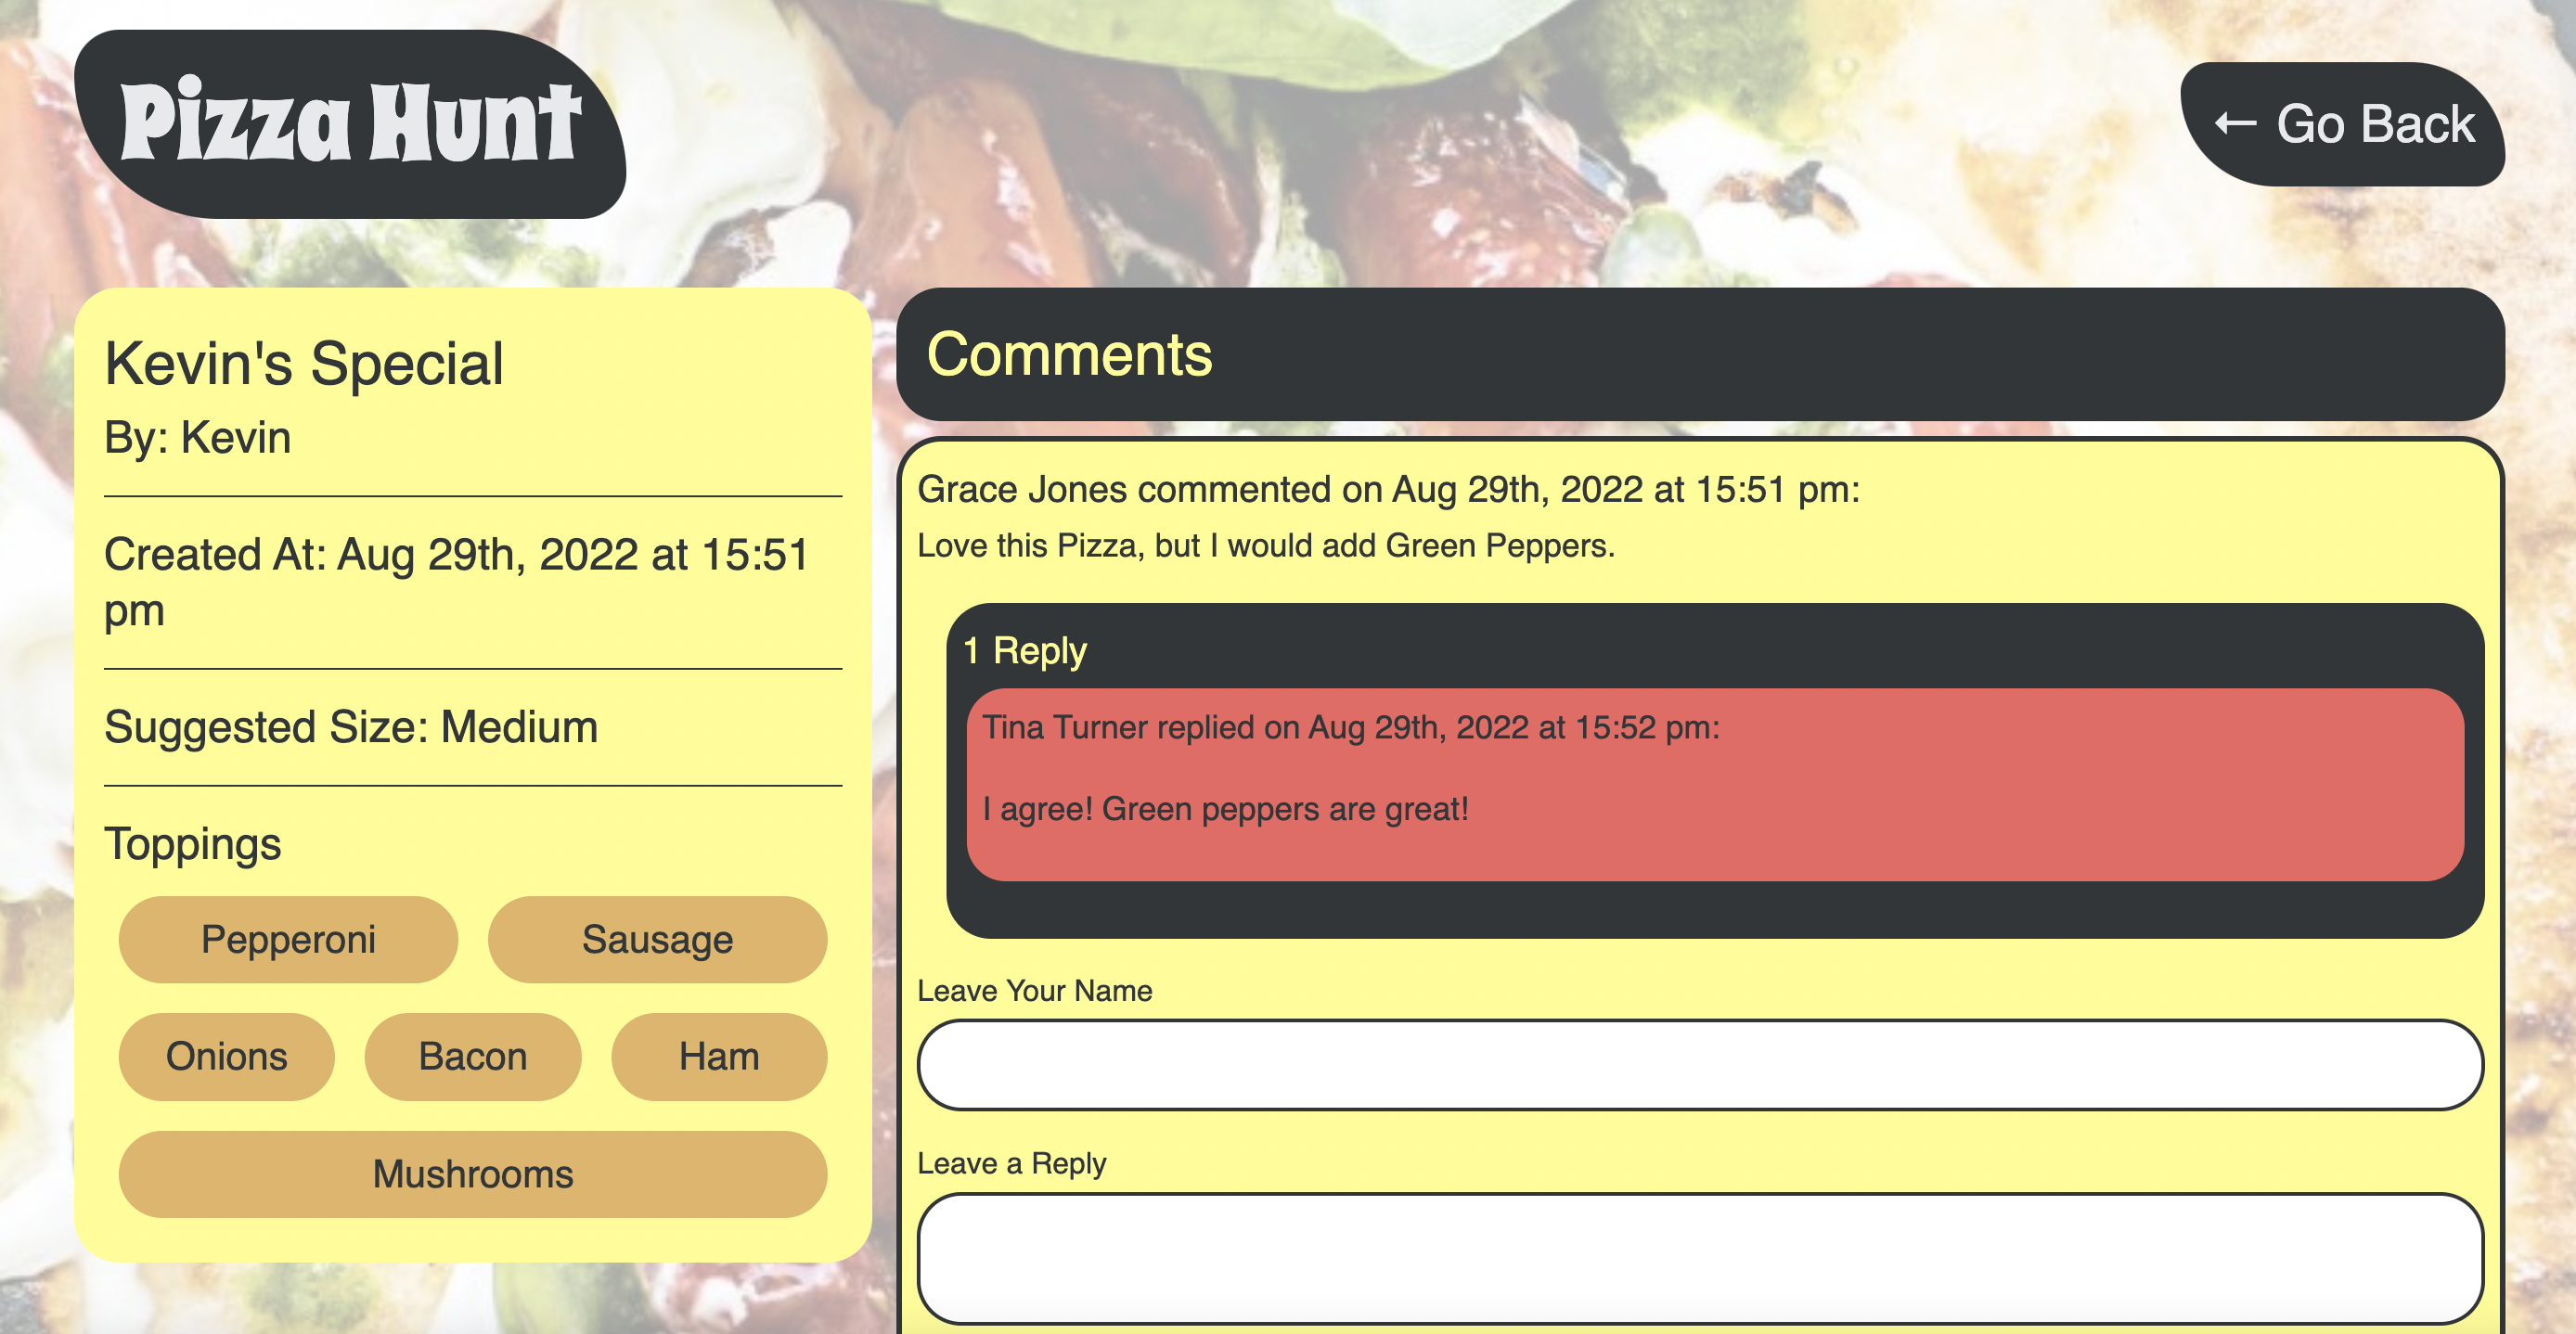 Pizza Hunt
← Go Back
Kevin's Special
By: Kevin
Created At: Aug 29th, 2022 at 15:51
pm
Suggested Size: Medium
Toppings
Pepperoni
Sausage
Onions
Bacon
Ham
Mushrooms
Comments
Grace Jones commented on Aug 29th, 2022 at 15:51 pm:
Love this Pizza, but I would add Green Peppers.
1 Reply
Tina Turner replied on Aug 29th, 2022 at 15:52 pm:
I agree! Green peppers are great!
Leave Your Name
Leave a Reply